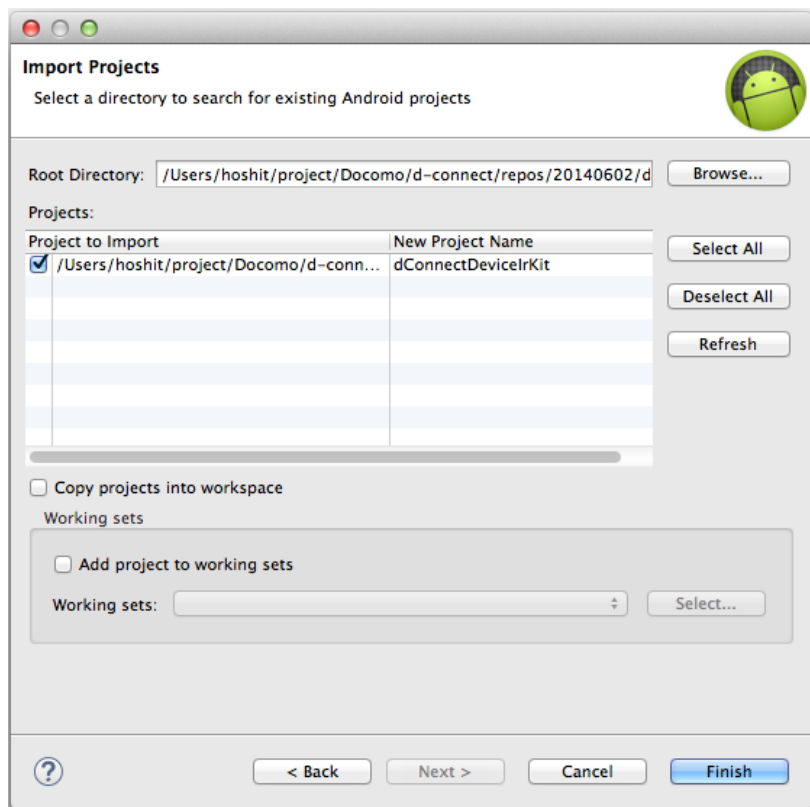 Import Projects
Select a directory to search for existing Android projects
Root Directory: /Users/hoshit/project/Docomo/d-connect/repos/20140602/d Browse...
Projects:
Project to Import New Project Name
/Users/hoshit/project/Docomo/d-conn... dConnectDeviceIrKit
Select All
Deselect All
Refresh
Copy projects into workspace
Working sets
Add project to working sets
Working sets: Select...
? < Back Next > Cancel Finish